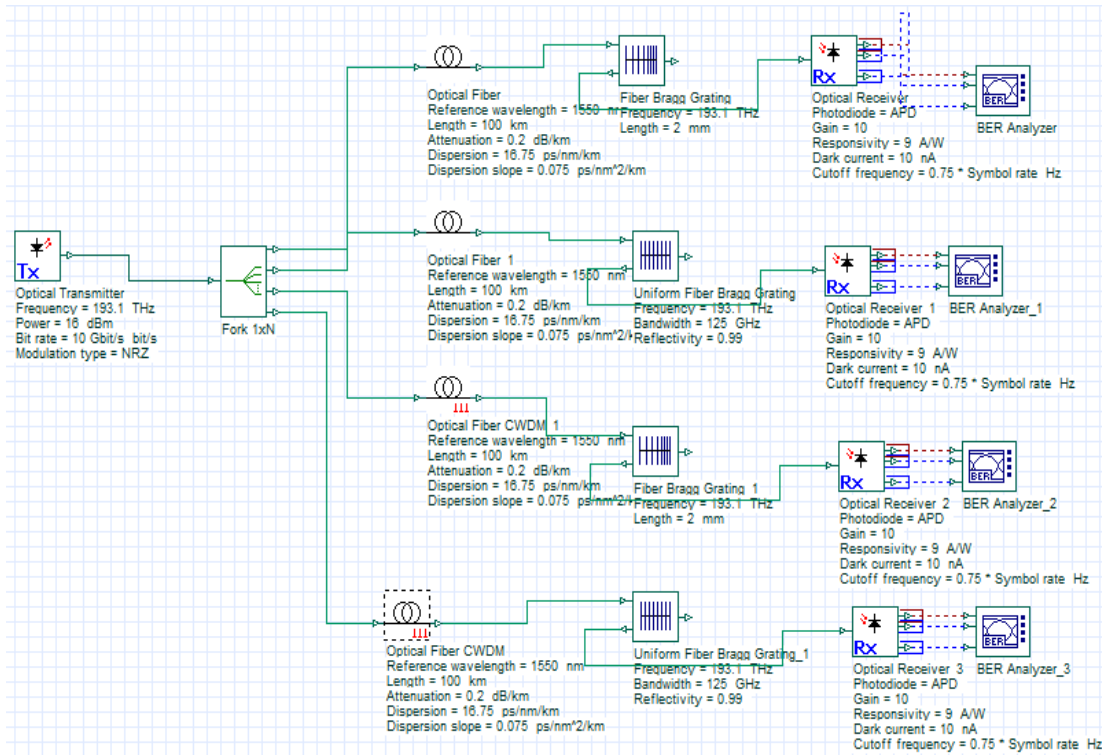 Optical Fiber
Reference wavelength = 1550 nm
Length = 100 km
Attenuation = 0.2 dB/km
Dispersion = 16.75 ps/nm/km
Dispersion slope = 0.075 ps/nm^2/km
Fiber Bragg Grating
Frequency = 193.1 THz
Length = 2 mm
Rx
Optical Receiver
Photodiode = APD
Gain = 10
Responsivity = 9 A/W
Dark current = 10 nA
Cutoff frequency = 0.75 * Symbol rate Hz
BER
BER Analyzer
Tx
Optical Transmitter
Frequency = 193.1 THz
Power = 16 dBm
Bit rate = 10 Gbit/s bit/s
Modulation type = NRZ
Fork 1xN
Optical Fiber 1
Reference wavelength = 1550 nm
Length = 100 km
Attenuation = 0.2 dB/km
Dispersion = 16.75 ps/nm/km
Dispersion slope = 0.075 ps/nm^2/
Uniform Fiber Bragg Grating
Frequency = 193.1 THz
Bandwidth = 125 GHz
Reflectivity = 0.99
Rx
Optical Receiver 1
Photodiode = APD
Gain = 10
Responsivity = 9 A/W
Dark current = 10 nA
Cutoff frequency = 0.75 * Symbol rate Hz
BER
BER Analyzer_1
Optical Fiber CWDM 1
Reference wavelength = 1550 nm
Length = 100 km
Attenuation = 0.2 dB/km
Dispersion = 16.75 ps/nm/km
Dispersion slope = 0.075 ps/nm^2/
Fiber Bragg Grating_1
Frequency = 193.1 THz
Length = 2 mm
Rx
Optical Receiver 2
Photodiode = APD
Gain = 10
Responsivity = 9 A/W
Dark current = 10 nA
Cutoff frequency = 0.75 * Symbol rate Hz
BER
BER Analyzer_2
Optical Fiber CWDM
Reference wavelength = 1550 nm
Length = 100 km
Attenuation = 0.2 dB/km
Dispersion = 16.75 ps/nm/km
Dispersion slope = 0.075 ps/nm^2/km
Uniform Fiber Bragg Grating_1
Frequency = 193.1 THz
Bandwidth = 125 GHz
Reflectivity = 0.99
Rx
Optical Receiver_3
Photodiode = APD
Gain = 10
Responsivity = 9 A/W
Dark current = 10 nA
Cutoff frequency = 0.75 * Symbol rate Hz
BER
BER Analyzer_3